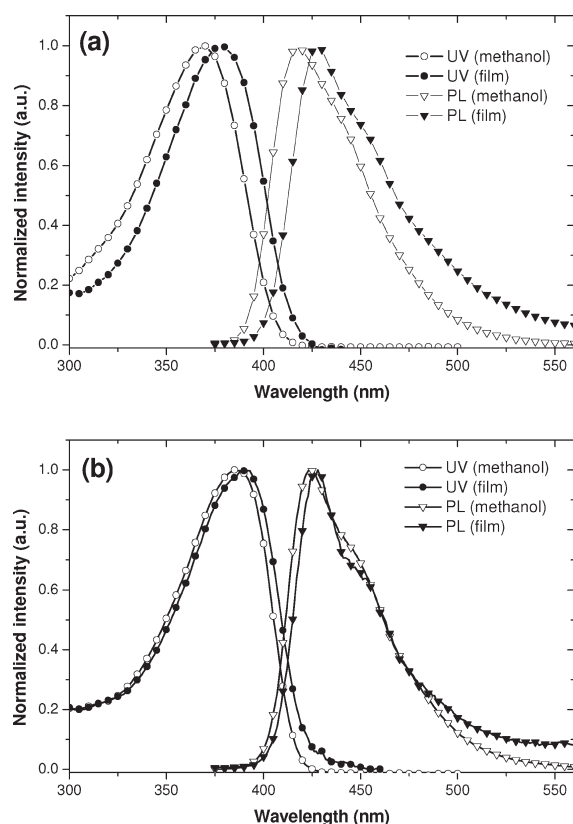 (a)
UV (methanol)
UV (film)
PL (methanol)
PL (film)
Normalized intensity (a.u.)
1.0
0.8
0.6
0.4
0.2
0.0
300 350 400 450 500 550
Wavelength (nm)
(b)
UV (methanol)
UV (film)
PL (methanol)
PL (film)
Normalized intensity (a.u.)
1.0
0.8
0.6
0.4
0.2
0.0
300 350 400 450 500 550
Wavelength (nm)